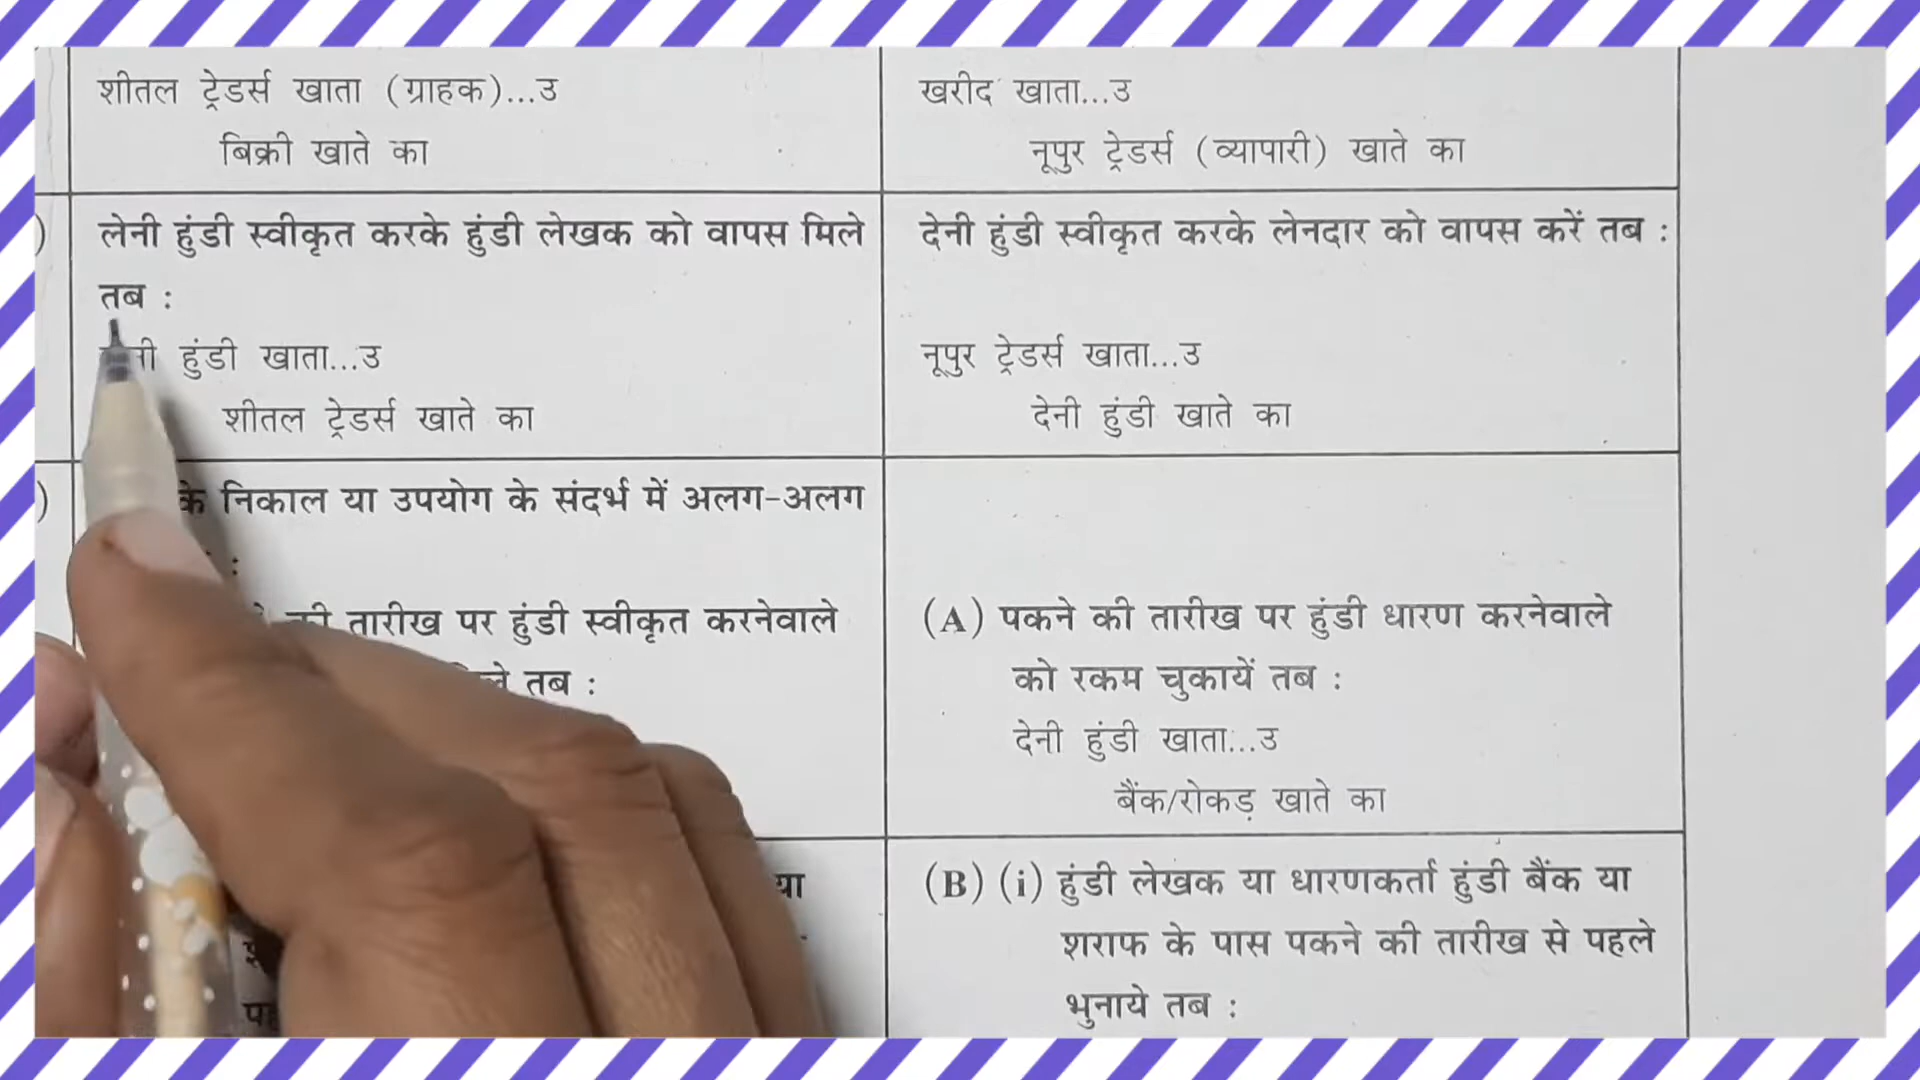 शीतल ट्रेडर्स खाता (ग्राहक)...उ
बिक्री खाते का
खरीद खाता...उ
नूपुर ट्रेडर्स (व्यापारी) खाते का
) लेनी हुंडी स्वीकृत करके हुंडी लेखक को वापस मिले
तब :
हुंडी खाता...उ
शीतल ट्रेडर्स खाते का
देनी हुंडी स्वीकृत करके लेनदार को वापस करें तब :
नूपुर ट्रेडर्स खाता...उ
देनी हुंडी खाते का
) के निकाल या उपयोग के संदर्भ में अलग-अलग
:
की तारीख पर हुंडी स्वीकृत करनेवाले
तब :
(A) पकने की तारीख पर हुंडी धारण करनेवाले
को रकम चुकायें तब :
देनी हुंडी खाता...उ
बैंक/रोकड़ खाते का
या
(B) (i) हुंडी लेखक या धारणकर्ता हुंडी बैंक या
शराफ के पास पकने की तारीख से पहले
भुनाये तब :